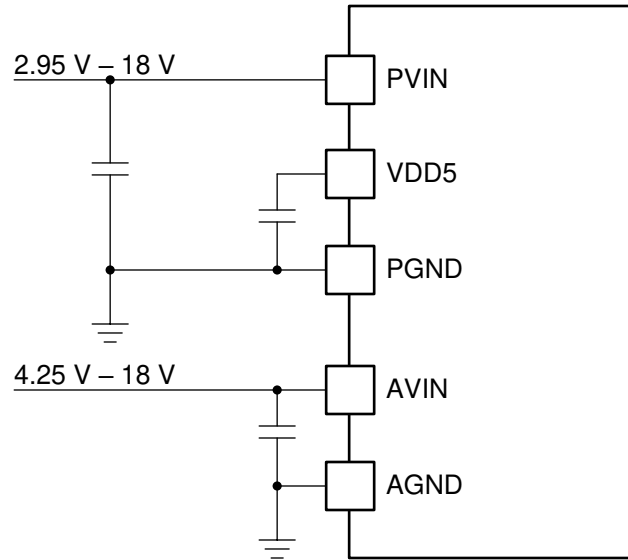 2.95 V – 18 V
PVIN
VDD5
PGND
4.25 V – 18 V
AVIN
AGND